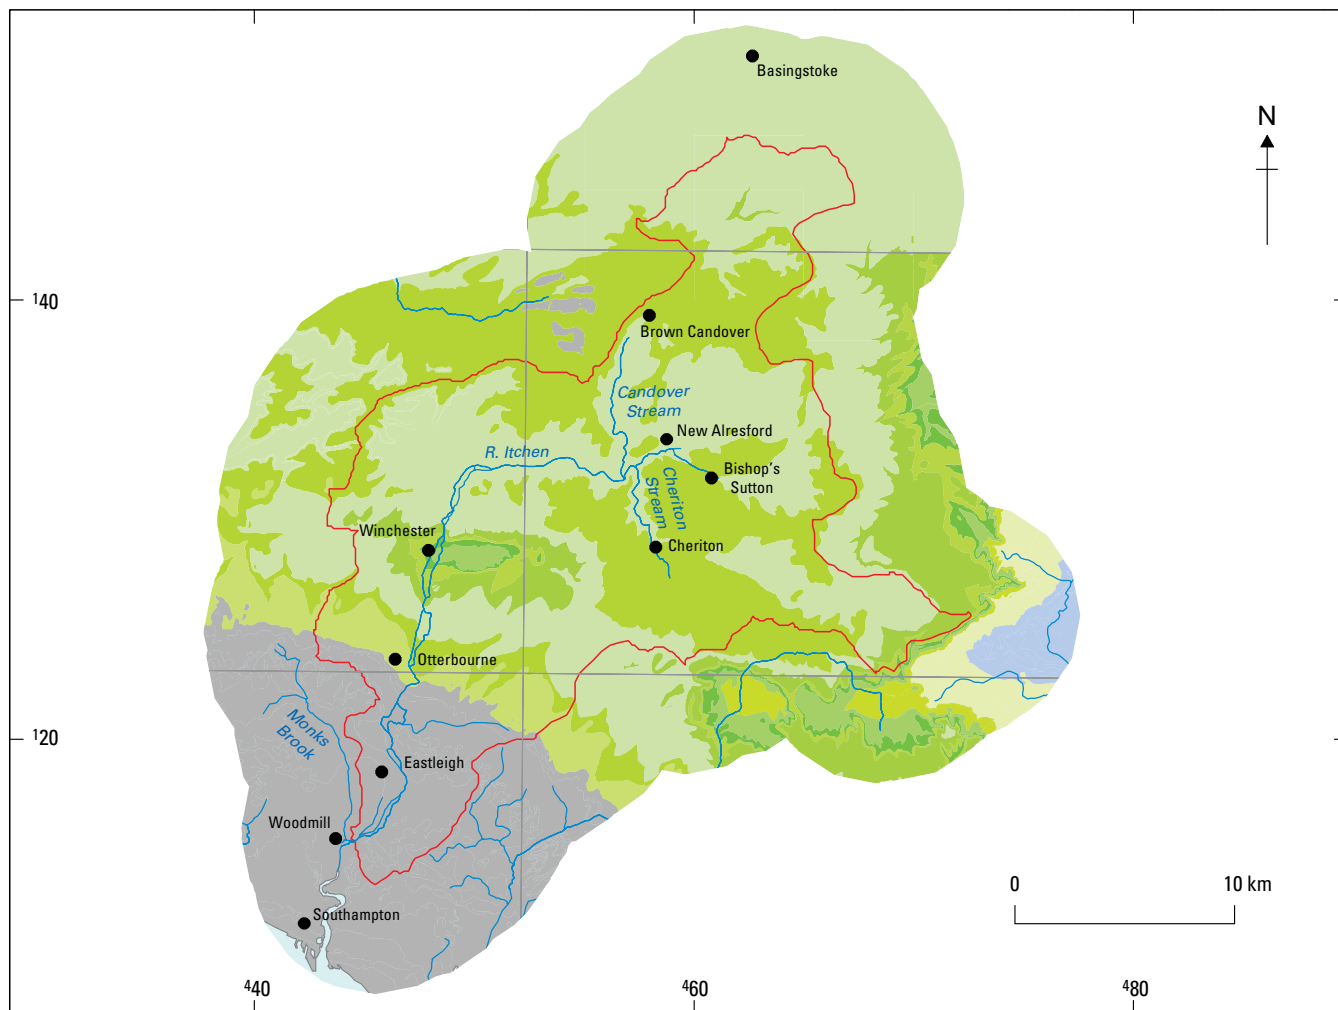 Basingstoke
N
¹40
Brown Candover
Candover
Stream
New Alresford
R. Itchen
Bishop's
Sutton
Cheriton
Stream
Winchester
Cheriton
Otterbourne
Monks
Brook
¹20
Eastleigh
Woodmill
0 10 km
Southampton
⁴40 ⁴60 ⁴80